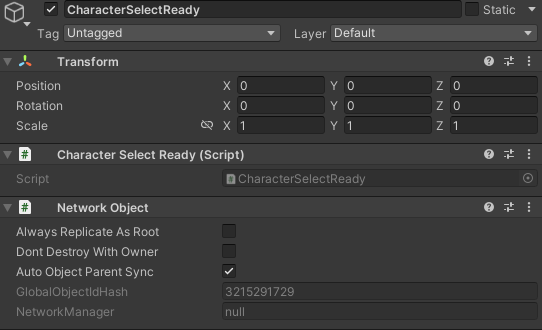 CharacterSelectReady Static
Tag Untagged Layer Default
Transform
Position X 0 Y 0 Z 0
Rotation X 0 Y 0 Z 0
Scale X 1 Y 1 Z 1
# Character Select Ready (Script)
Script # CharacterSelectReady
# Network Object
Always Replicate As Root
Dont Destroy With Owner
Auto Object Parent Sync
GlobalObjectIdHash 3215291729
NetworkManager null